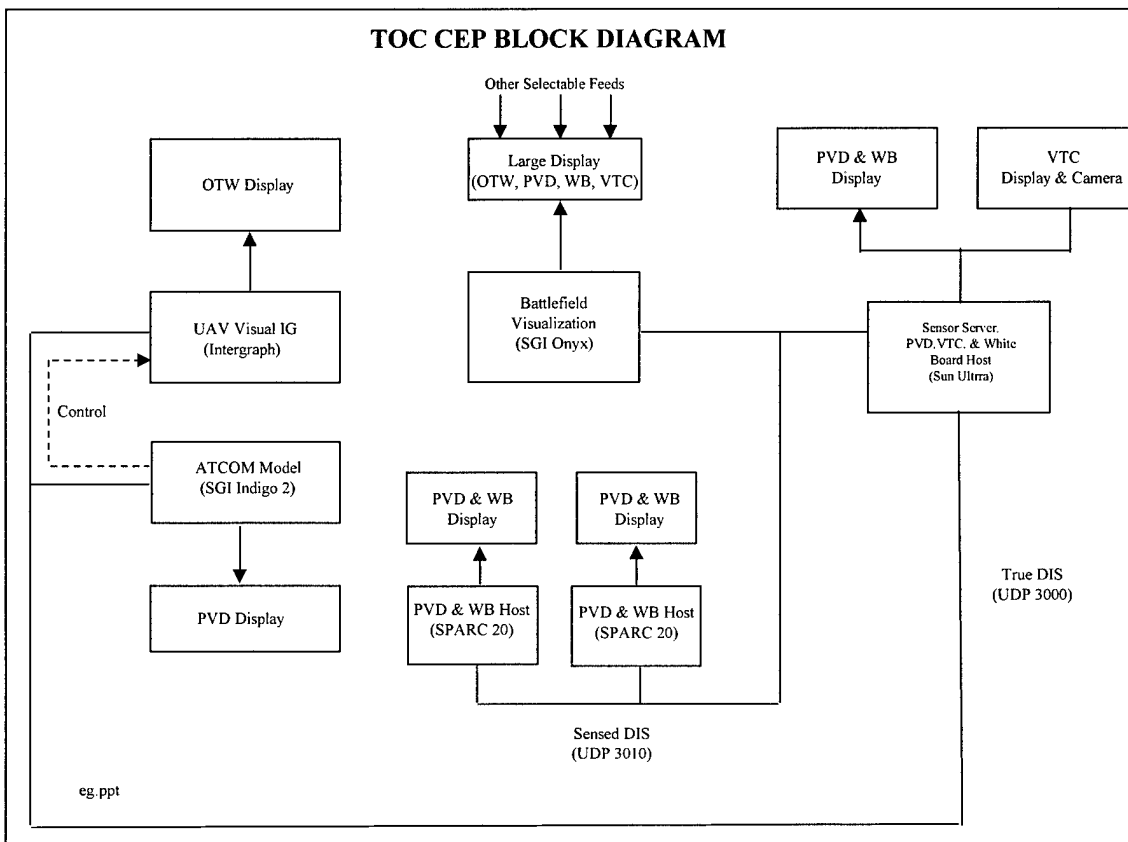 TOC CEP BLOCK DIAGRAM
Other Selectable Feeds
OTW Display
Large Display
(OTW, PVD, WB, VTC)
PVD & WB
Display
VTC
Display & Camera
UAV Visual IG
(Intergraph)
Battlefield
Visualization
(SGI Onyx)
Sensor Server,
PVD, VTC, & White
Board Host
(Sun Ultrra)
Control
ATCOM Model
(SGI Indigo 2)
PVD & WB
Display
PVD & WB
Display
PVD Display
PVD & WB Host
(SPARC 20)
PVD & WB Host
(SPARC 20)
True DIS
(UDP 3000)
Sensed DIS
(UDP 3010)
eg.ppt